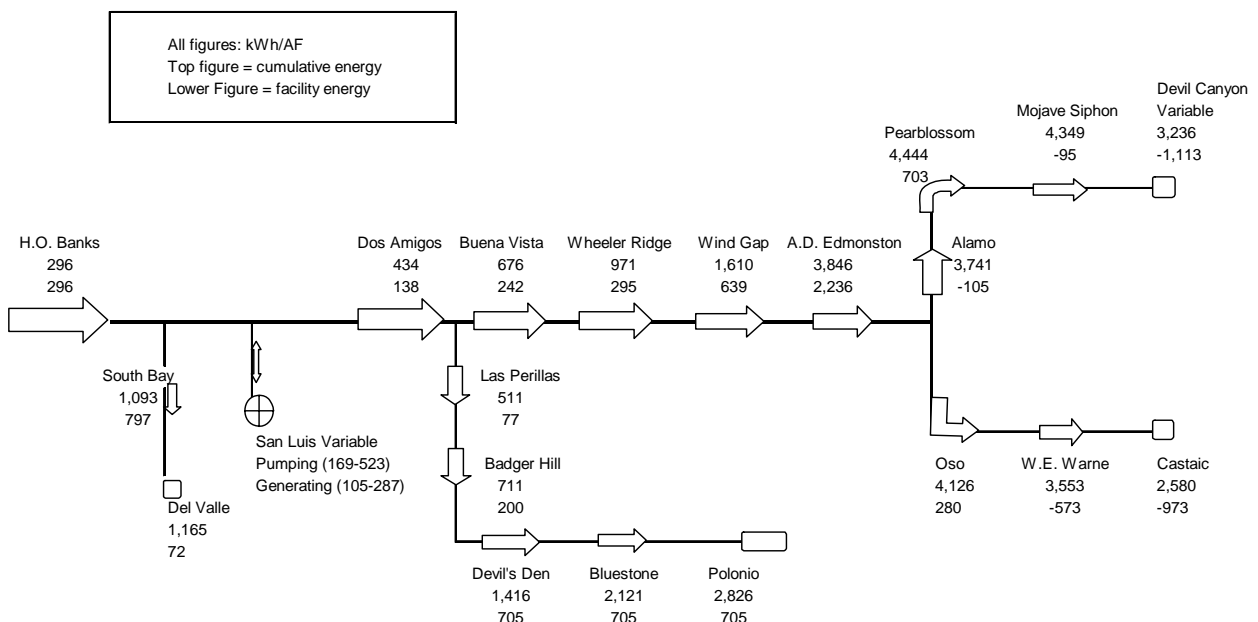 All figures: kWh/AF
Top figure = cumulative energy
Lower Figure = facility energy
Devil Canyon
Variable
3,236
-1,113
Mojave Siphon
4,349
-95
Pearblossom
4,444
703
H.O. Banks
296
296
Dos Amigos
434
138
Buena Vista
676
242
Wheeler Ridge
971
295
Wind Gap
1,610
639
A.D. Edmonston
3,846
2,236
Alamo
3,741
-105
South Bay
1,093
797
Del Valle
1,165
72
San Luis Variable
Pumping (169-523)
Generating (105-287)
Las Perillas
511
77
Badger Hill
711
200
Devil's Den
1,416
705
Bluestone
2,121
705
Polonio
2,826
705
Oso
4,126
280
W.E. Warne
3,553
-573
Castaic
2,580
-973